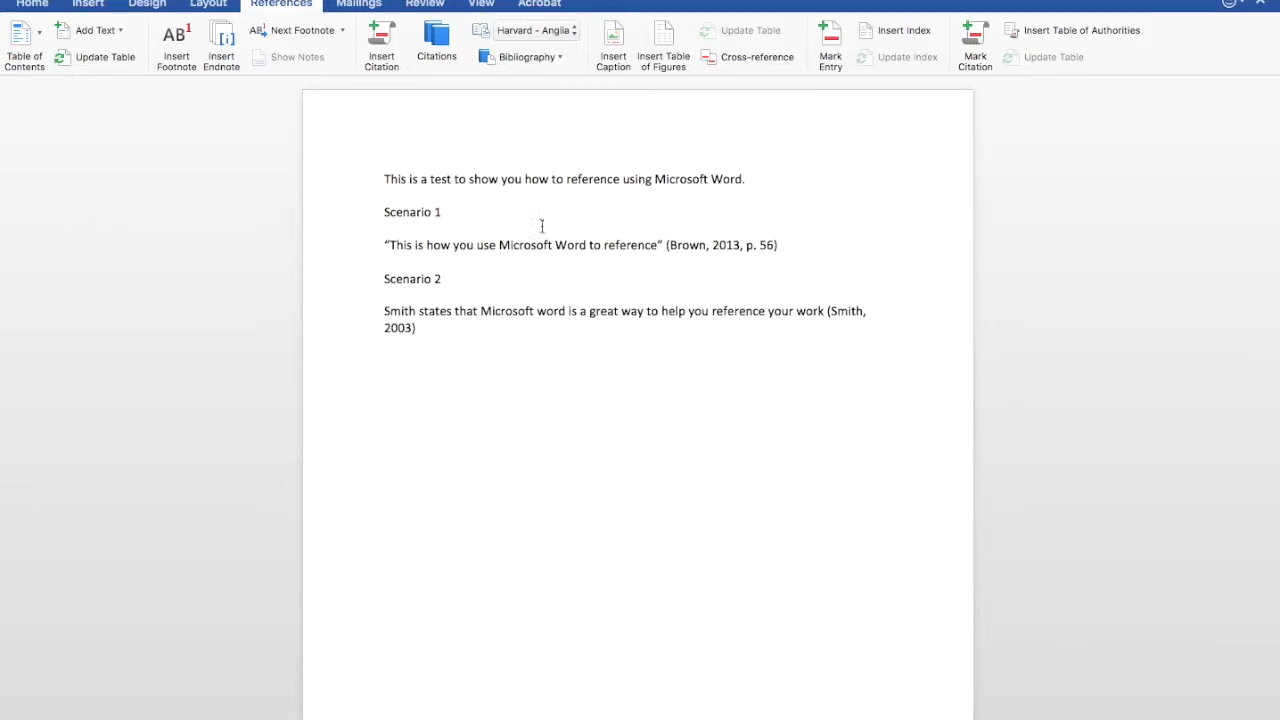 Home Insert Design Layout References Mailings Review View Acrobat
Table of Contents
Add Text
Update Table
AB¹ Insert Footnote
Insert Endnote
AB Next Footnote
Show Notes
Insert Citation
Citations
Harvard - Anglia
Bibliography
Insert Caption
Insert Table of Figures
Update Table
Cross-reference
Mark Entry
Insert Index
Update Index
Mark Citation
Insert Table of Authorities
Update Table
This is a test to show you how to reference using Microsoft Word.
Scenario 1
“This is how you use Microsoft Word to reference” (Brown, 2013, p. 56)
Scenario 2
Smith states that Microsoft word is a great way to help you reference your work (Smith,
2003)